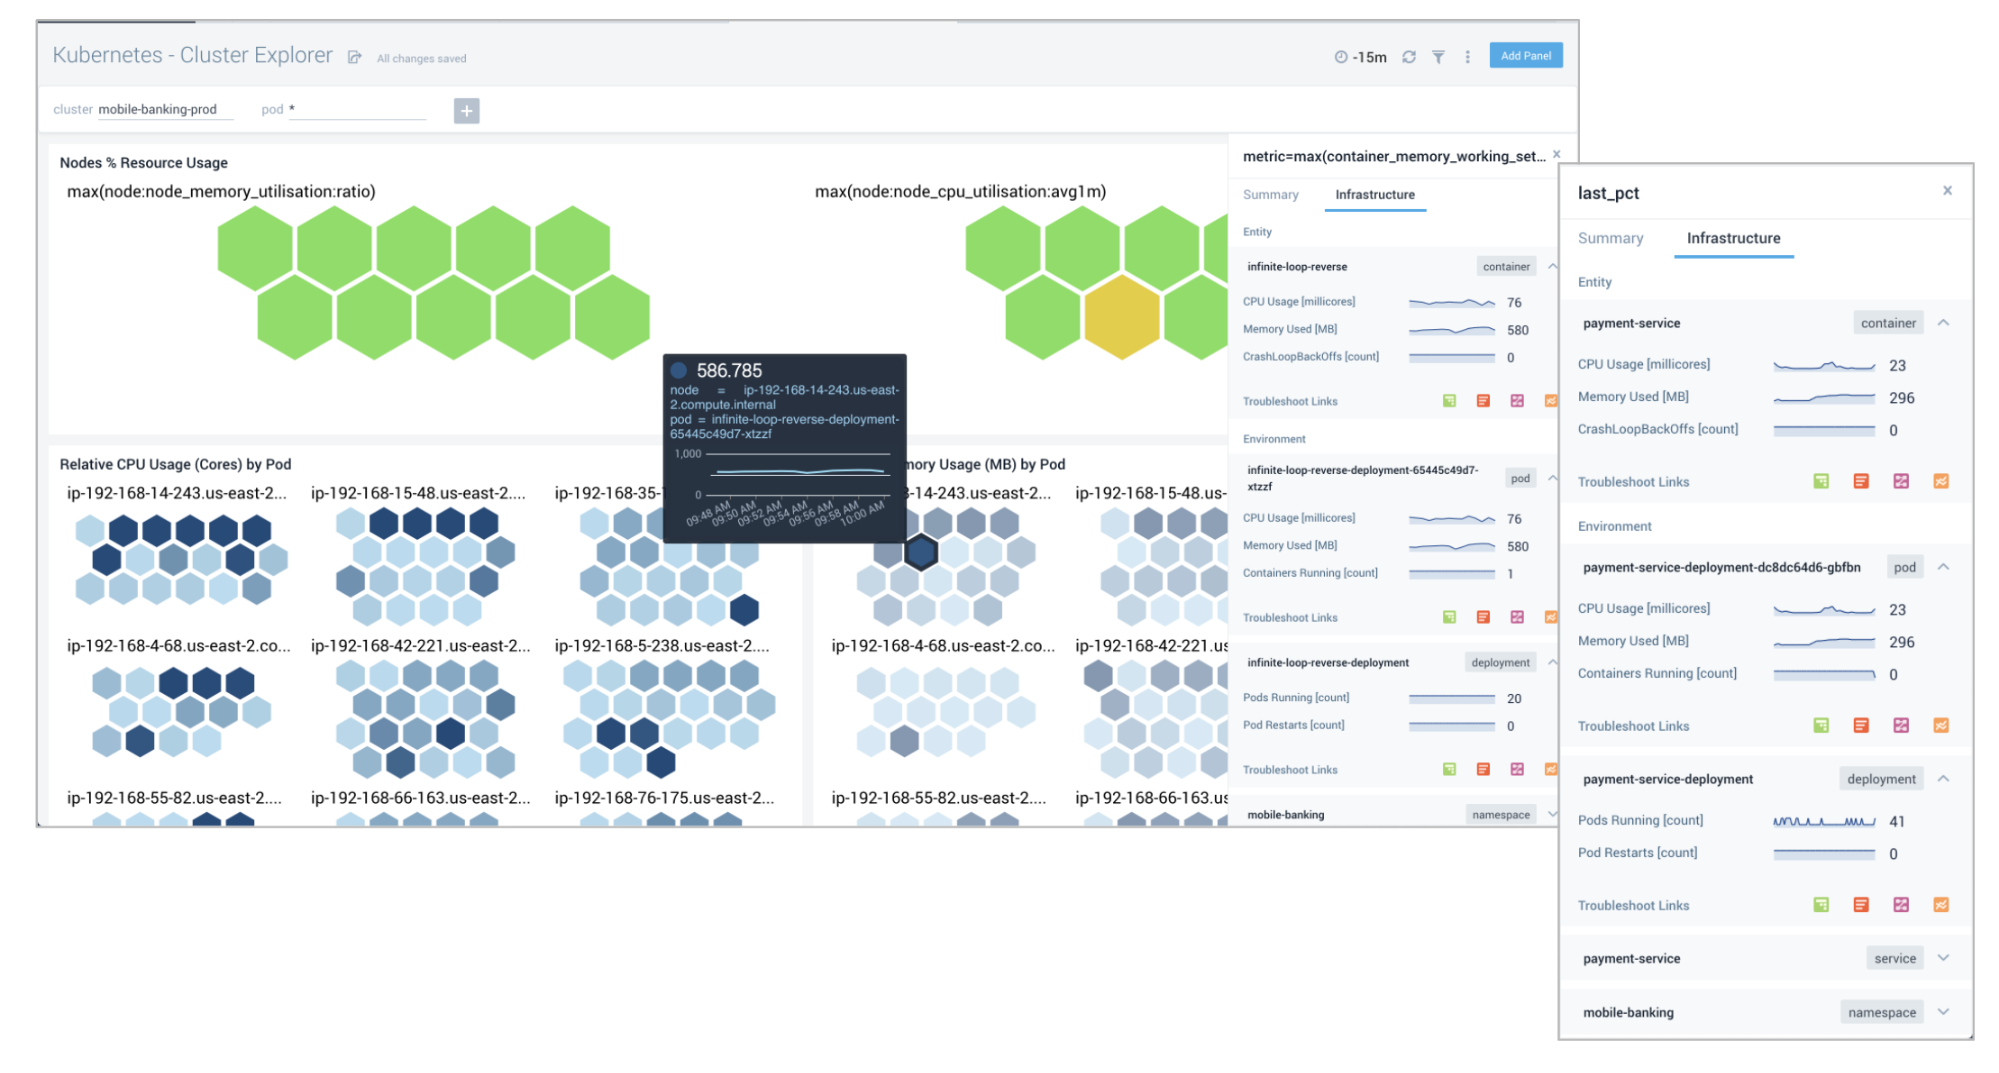 Kubernetes - Cluster Explorer All changes saved
-15m Add Panel
cluster mobile-banking-prod pod *
+
Nodes % Resource Usage
max(node:node_memory_utilisation:ratio)
max(node:node_cpu_utilisation:avg1m)
586.785
node = ip-192-168-14-243.us-east-
2.compute.internal
pod = infinite-loop-reverse-deployment-
65445c49d7-xtzzf
1,000
0
09:48 AM 09:50 AM 09:52 AM 09:54 AM 09:56 AM 09:58 AM 10:00 AM
Relative CPU Usage (Cores) by Pod
ip-192-168-14-243.us-east-2... ip-192-168-15-48.us-east-2.... ip-192-168-35-1
ip-192-168-4-68.us-east-2.co... ip-192-168-42-221.us-east-2... ip-192-168-5-238.us-east-2....
ip-192-168-55-82.us-east-2.... ip-192-168-66-163.us-east-2... ip-192-168-76-175.us-east-2...
Usage (MB) by Pod
-14-243.us-east-2... ip-192-168-15-48.us-
ip-192-168-4-68.us-east-2.co... ip-192-168-42-221.us
ip-192-168-55-82.us-east-2.... ip-192-168-66-163.us
metric=max(container_memory_working_set... ×
Summary Infrastructure
Entity
infinite-loop-reverse container
CPU Usage [millicores] 76
Memory Used [MB] 580
CrashLoopBackOffs [count] 0
Troubleshoot Links
Environment
infinite-loop-reverse-deployment-65445c49d7-
xtzzf pod
CPU Usage [millicores] 76
Memory Used [MB] 580
Containers Running [count] 1
Troubleshoot Links
infinite-loop-reverse-deployment deployment
Pods Running [count] 20
Pod Restarts [count] 0
Troubleshoot Links
mobile-banking namespace
last_pct ×
Summary Infrastructure
Entity
payment-service container
CPU Usage [millicores] 23
Memory Used [MB] 296
CrashLoopBackOffs [count] 0
Troubleshoot Links
Environment
payment-service-deployment-dc8dc64d6-gbfbn pod
CPU Usage [millicores] 23
Memory Used [MB] 296
Containers Running [count] 0
Troubleshoot Links
payment-service-deployment deployment
Pods Running [count] 41
Pod Restarts [count] 0
Troubleshoot Links
payment-service service
mobile-banking namespace